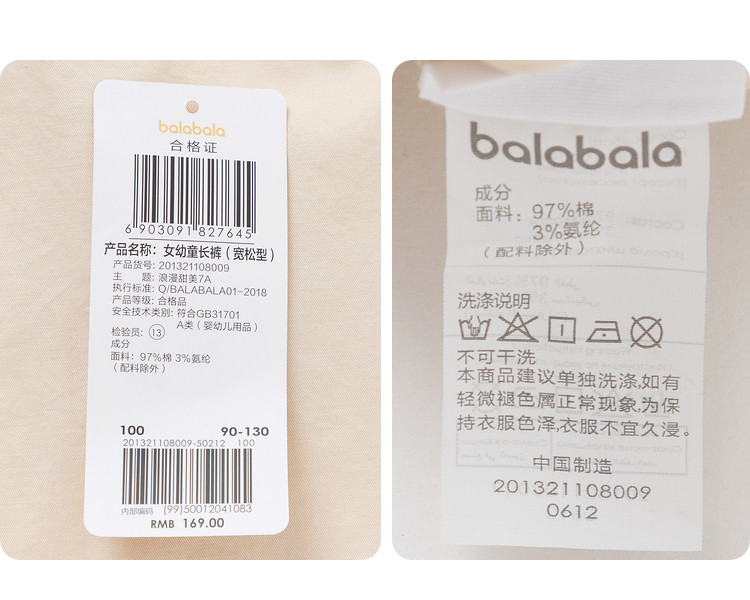 balabala
合格证
6 903091 827645
产品名称: 女幼童长裤(宽松型)
产品货号: 201321108009
主 题: 浪漫甜美7A
执行标准: Q/BALABALA01-2018
产品等级: 合格品
安全技术类别: 符合GB31701
A类(婴幼儿用品)
检验员: 13
成分
面料: 97%棉 3%氨纶
(配料除外)
100 90-130
201321108009-50212 100
内部编码 (99)50012041083
RMB 169.00
balabala
成分
面料: 97%棉
3%氨纶
(配料除外)
洗涤说明
不可干洗
本商品建议单独洗涤,如有
轻微褪色属正常现象,为保
持衣服色泽,衣服不宜久浸。
中国制造
201321108009
0612